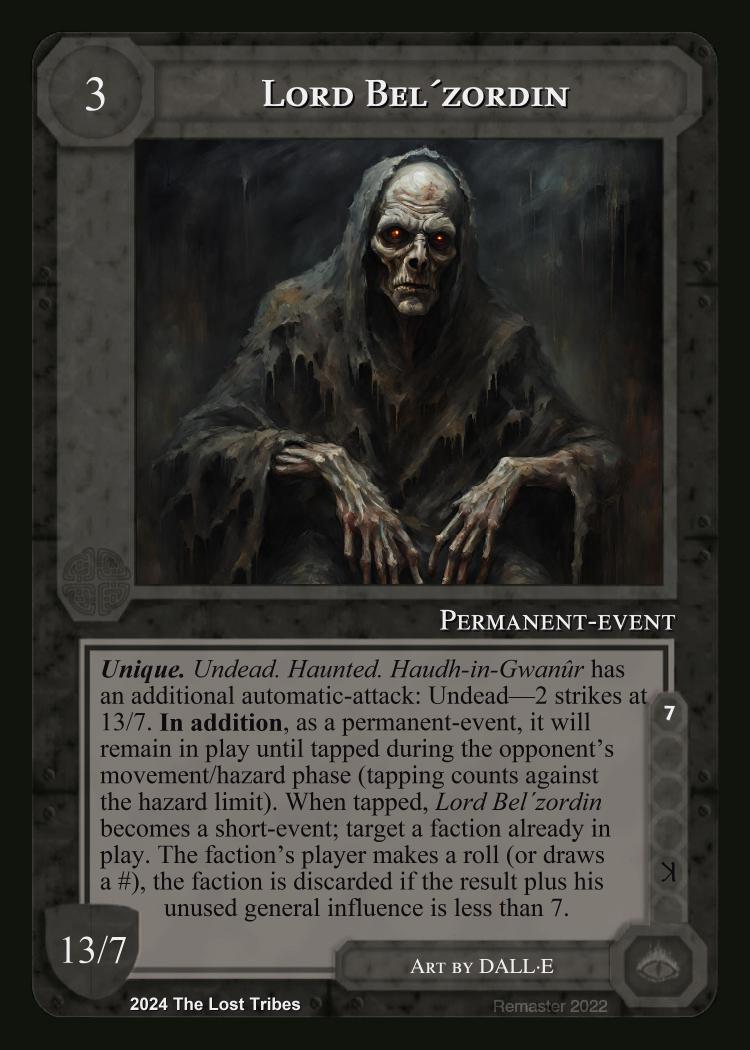 3
Lord Bel´zordin
Permanent-event
Unique. Undead. Haunted. Haudh-in-Gwanûr has
an additional automatic-attack: Undead—2 strikes at
13/7. In addition, as a permanent-event, it will
remain in play until tapped during the opponent’s
movement/hazard phase (tapping counts against
the hazard limit). When tapped, Lord Bel´zordin
becomes a short-event; target a faction already in
play. The faction’s player makes a roll (or draws
a #), the faction is discarded if the result plus his
unused general influence is less than 7.
7
13/7
Art by DALL·E
2024 The Lost Tribes
Remaster 2022